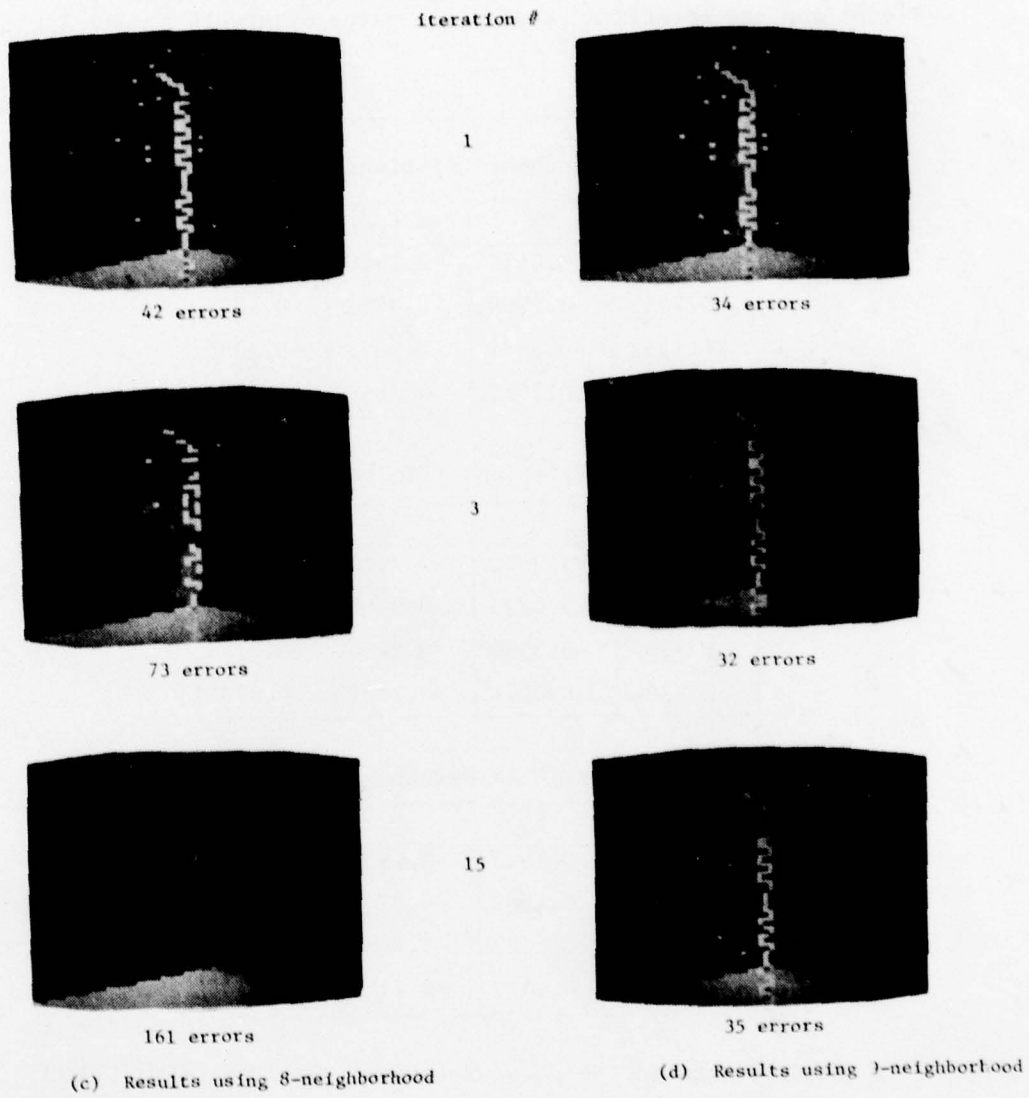 iteration #
1
42 errors
34 errors
3
73 errors
32 errors
15
161 errors
35 errors
(c) Results using 8-neighborhood
(d) Results using )-neighborhood